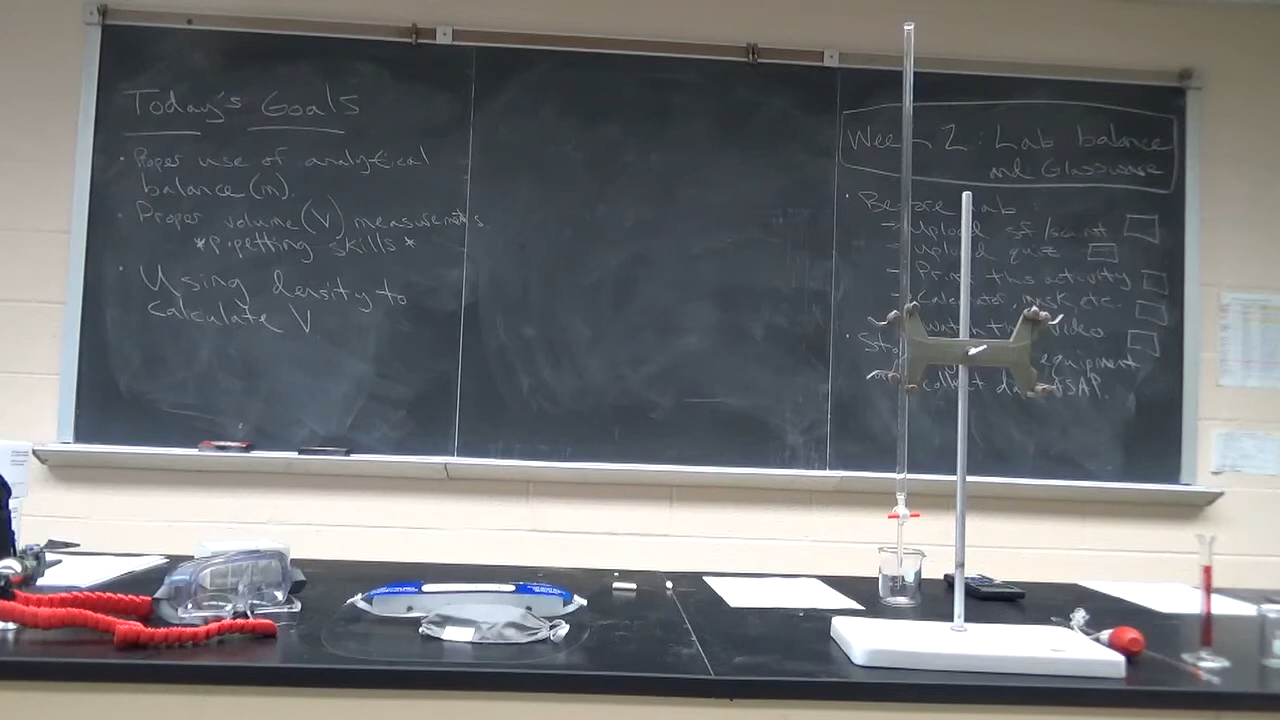 Today's Goals
• Proper use of analytical
balance (m).
• Proper volume (V) measurements
*Pipetting skills*
• Using density to
calculate V
Week 2: Lab balance
and Glassware
• Before lab:
- Upload
- Upload quiz
- Print this activity
- Calculator, mask, etc.
- Watch the video
• equipment
and collect data ASAP.